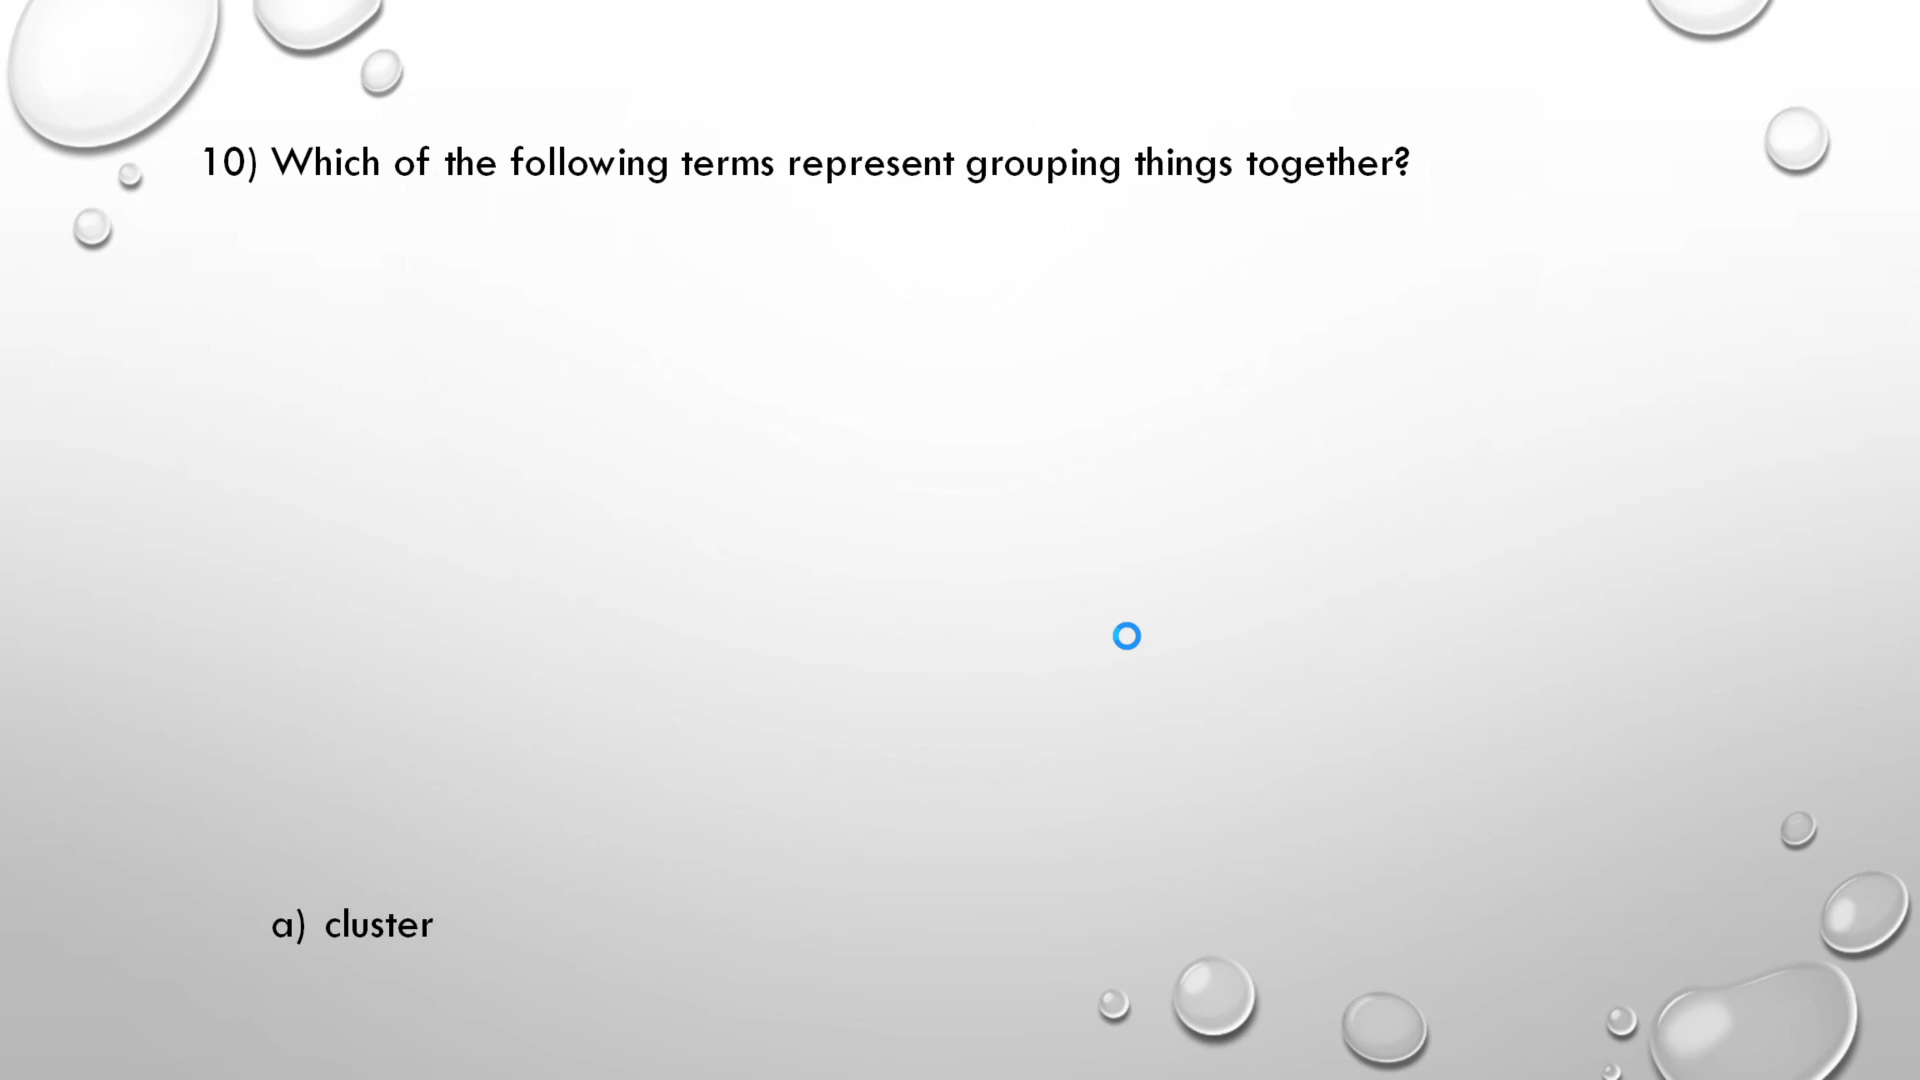 10) Which of the following terms represent grouping things together?
a) cluster